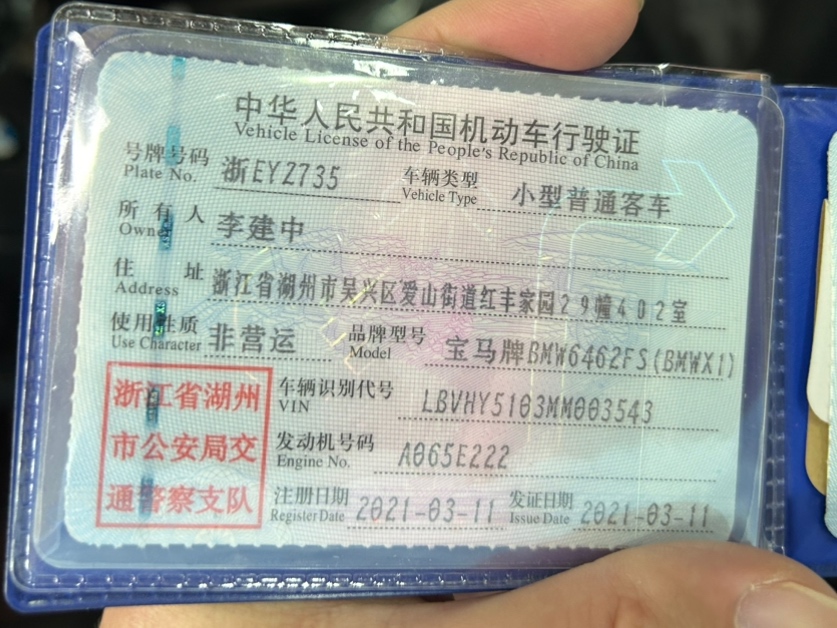 中华人民共和国机动车行驶证
Vehicle License of the People's Republic of China
号牌号码 浙EYZ735 车辆类型 小型普通客车
Plate No. Vehicle Type
所有人 李建中
Owner
住址 浙江省湖州市吴兴区爱山街道红丰家园29幢402室
Address
使用性质 非营运 品牌型号 宝马牌BMW6462FS(BMWX1)
Use Character Model
浙江省湖州
市公安局交
通警察支队
车辆识别代号 LBVHY5103MM003543
VIN
发动机号码 A065E222
Engine No.
注册日期 2021-03-11 发证日期 2021-03-11
Register Date Issue Date